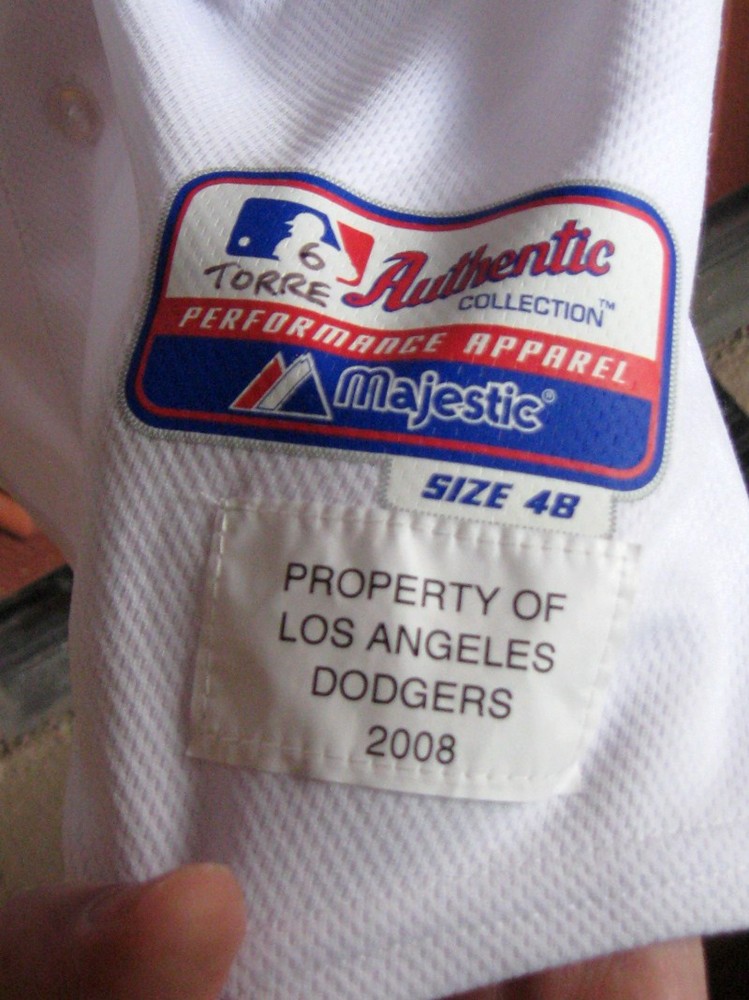 6
TORRE
Authentic
COLLECTION™
PERFORMANCE APPAREL
Majestic®
SIZE 48
PROPERTY OF
LOS ANGELES
DODGERS
2008